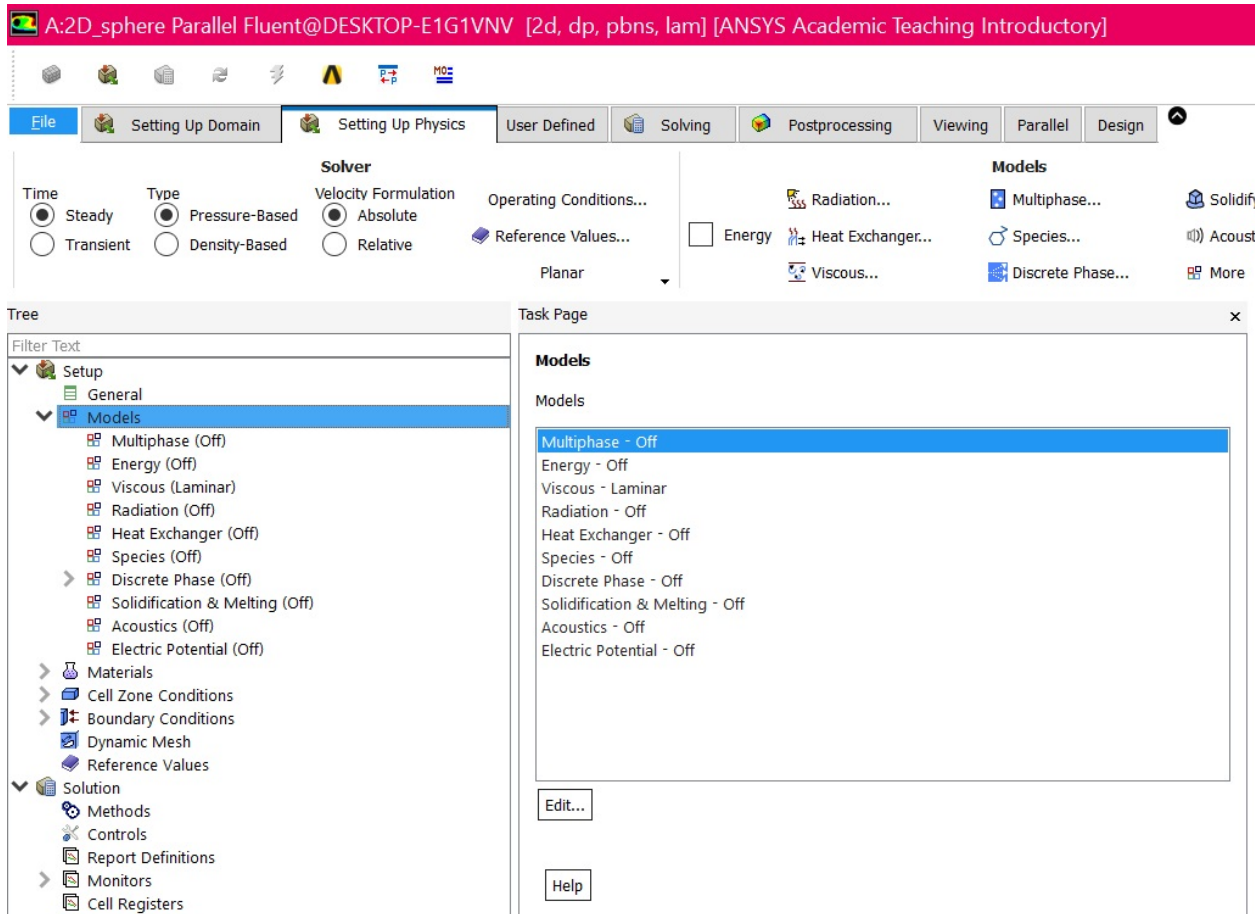 A:2D_sphere Parallel Fluent@DESKTOP-E1G1VNV [2d, dp, pbns, lam] [ANSYS Academic Teaching Introductory]
File Setting Up Domain Setting Up Physics User Defined Solving Postprocessing Viewing Parallel Design
Solver
Time Type Velocity Formulation
Steady Pressure-Based Absolute Operating Conditions...
Transient Density-Based Relative Reference Values...
Planar
Models
Radiation... Multiphase... Solidify
Energy Heat Exchanger... Species... Acoust
Viscous... Discrete Phase... More
Tree
Filter Text
Setup
General
Models
Multiphase (Off)
Energy (Off)
Viscous (Laminar)
Radiation (Off)
Heat Exchanger (Off)
Species (Off)
Discrete Phase (Off)
Solidification & Melting (Off)
Acoustics (Off)
Electric Potential (Off)
Materials
Cell Zone Conditions
Boundary Conditions
Dynamic Mesh
Reference Values
Solution
Methods
Controls
Report Definitions
Monitors
Cell Registers
Task Page x
Models
Models
Multiphase - Off
Energy - Off
Viscous - Laminar
Radiation - Off
Heat Exchanger - Off
Species - Off
Discrete Phase - Off
Solidification & Melting - Off
Acoustics - Off
Electric Potential - Off
Edit...
Help